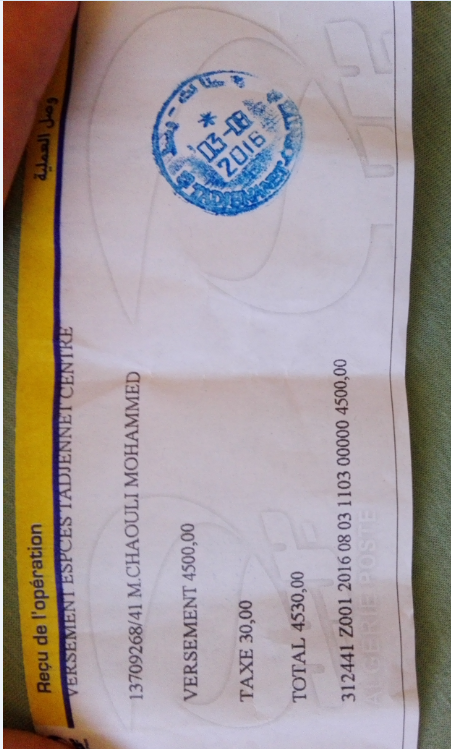 Reçu de l'opération وصل العملية
VERSEMENT ESPCES TADJENNET CENTRE
13709268/41 M.CHAOULI MOHAMMED
VERSEMENT 4500,00
TAXE 30,00
TOTAL 4530,00
312441 Z001 2016 08 03 1103 00000 4500,00
ALGERIE POSTE
03-08
2016